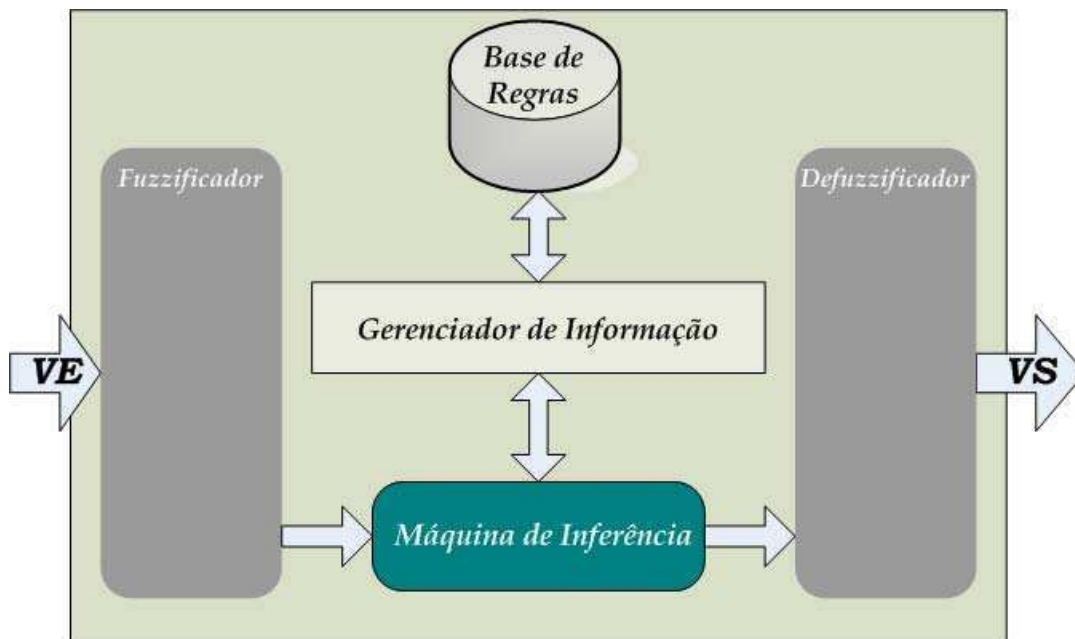 Base de
Regras
Fuzzificador
Defuzzificador
Gerenciador de Informação
VE
VS
Máquina de Inferência